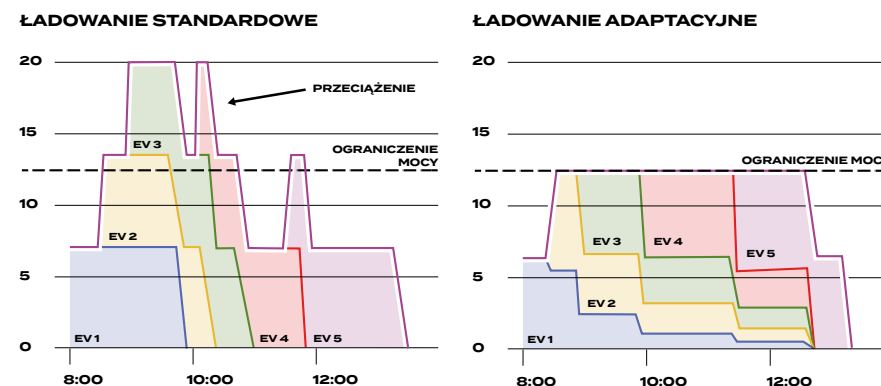 ŁADOWANIE STANDARDOWE
20
15
10
5
0
PRZECIĄŻENIE
EV 3
OGRANICZENIE
MOCY
EV 2
EV 1
EV 4
EV 5
8:00
10:00
12:00
ŁADOWANIE ADAPTACYJNE
20
15
10
5
0
OGRANICZENIE MOC
EV 3
EV 4
EV 5
EV 2
EV 1
8:00
10:00
12:00